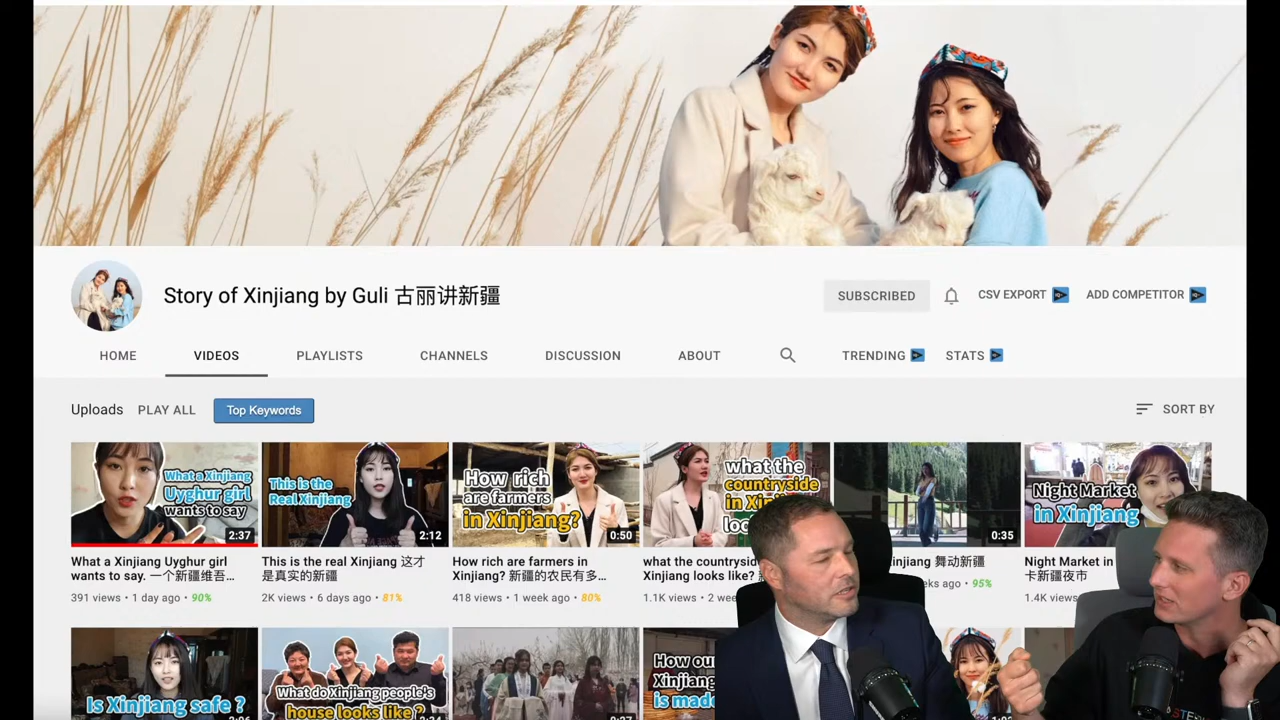 Story of Xinjiang by Guli 古丽讲新疆
SUBSCRIBED
CSV EXPORT
ADD COMPETITOR
HOME
VIDEOS
PLAYLISTS
CHANNELS
DISCUSSION
ABOUT
TRENDING
STATS
Uploads
PLAY ALL
Top Keywords
SORT BY
What a Xinjiang
Uyghur girl
wants to say
2:37
This is the
Real Xinjiang
2:12
How rich
are farmers
in Xinjiang?
0:50
what the
countryside
in
0:35
Night Market
in Xinjiang
What a Xinjiang Uyghur girl
wants to say. 一个新疆维吾...
391 views • 1 day ago • 90%
This is the real Xinjiang 这才
是真实的新疆
2K views • 6 days ago • 81%
How rich are farmers in
Xinjiang? 新疆的农民有多...
418 views • 1 week ago • 80%
what the
Xinjiang looks like?
1.1K views • 2
舞动新疆
ago • 95%
Night Market in
卡新疆夜市
1.4K
Is Xinjiang safe ?
What do Xinjiang people's
house looks like ?
How
is